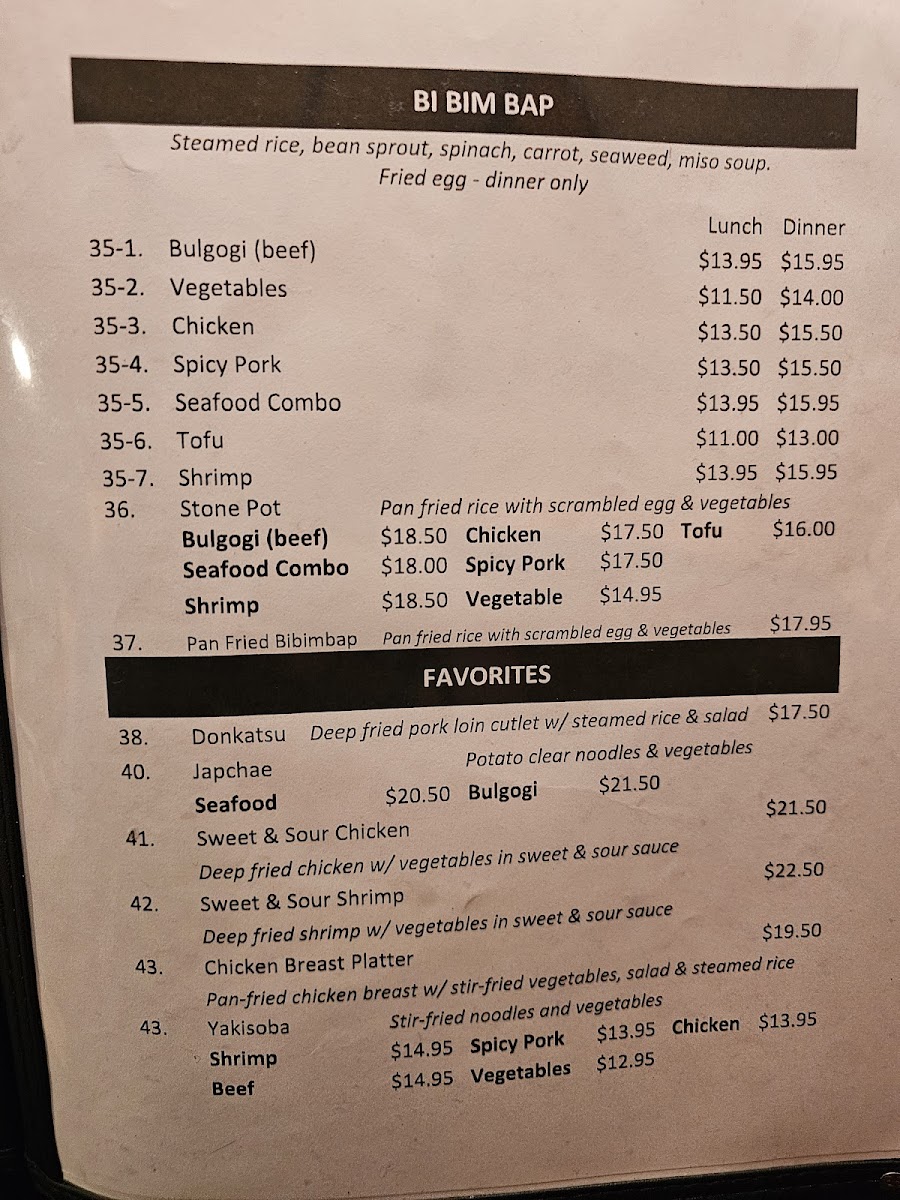 BI BIM BAP
Steamed rice, bean sprout, spinach, carrot, seaweed, miso soup.
Fried egg - dinner only
Lunch Dinner
35-1. Bulgogi (beef) $13.95 $15.95
35-2. Vegetables $11.50 $14.00
35-3. Chicken $13.50 $15.50
35-4. Spicy Pork $13.50 $15.50
35-5. Seafood Combo $13.95 $15.95
35-6. Tofu $11.00 $13.00
35-7. Shrimp $13.95 $15.95
36. Stone Pot Pan fried rice with scrambled egg & vegetables
Bulgogi (beef) $18.50 Chicken $17.50 Tofu $16.00
Seafood Combo $18.00 Spicy Pork $17.50
Shrimp $18.50 Vegetable $14.95
37. Pan Fried Bibimbap Pan fried rice with scrambled egg & vegetables $17.95
FAVORITES
38. Donkatsu Deep fried pork loin cutlet w/ steamed rice & salad $17.50
40. Japchae Potato clear noodles & vegetables
Seafood $20.50 Bulgogi $21.50
41. Sweet & Sour Chicken $21.50
Deep fried chicken w/ vegetables in sweet & sour sauce
42. Sweet & Sour Shrimp $22.50
Deep fried shrimp w/ vegetables in sweet & sour sauce
43. Chicken Breast Platter $19.50
Pan-fried chicken breast w/ stir-fried vegetables, salad & steamed rice
43. Yakisoba Stir-fried noodles and vegetables
Shrimp $14.95 Spicy Pork $13.95 Chicken $13.95
Beef $14.95 Vegetables $12.95